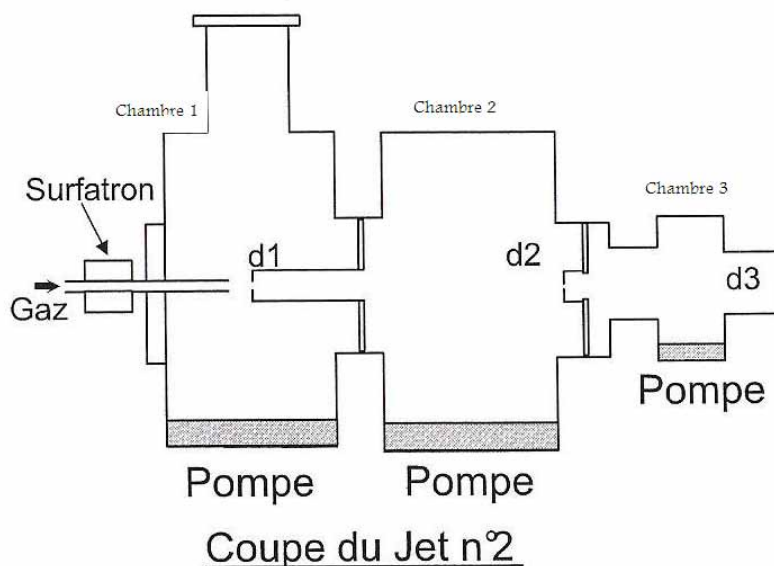 Chambre 1
Chambre 2
Chambre 3
Surfatron
d1
d2
d3
Gaz
Pompe
Pompe
Pompe
Coupe du Jet n°2